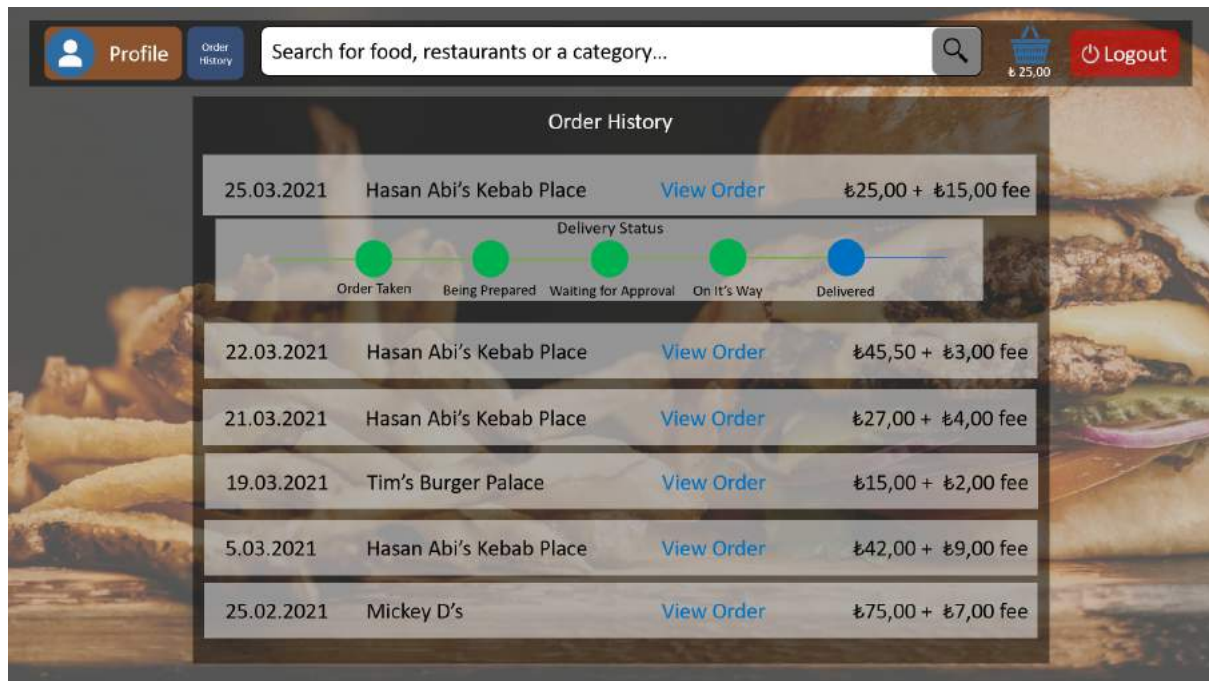 Profile
Order
History
Search for food, restaurants or a category...
₺ 25,00
Logout
Order History
25.03.2021 Hasan Abi's Kebab Place View Order ₺25,00 + ₺15,00 fee
Delivery Status
Order Taken Being Prepared Waiting for Approval On It's Way Delivered
22.03.2021 Hasan Abi's Kebab Place View Order ₺45,50 + ₺3,00 fee
21.03.2021 Hasan Abi's Kebab Place View Order ₺27,00 + ₺4,00 fee
19.03.2021 Tim's Burger Palace View Order ₺15,00 + ₺2,00 fee
5.03.2021 Hasan Abi's Kebab Place View Order ₺42,00 + ₺9,00 fee
25.02.2021 Mickey D's View Order ₺75,00 + ₺7,00 fee